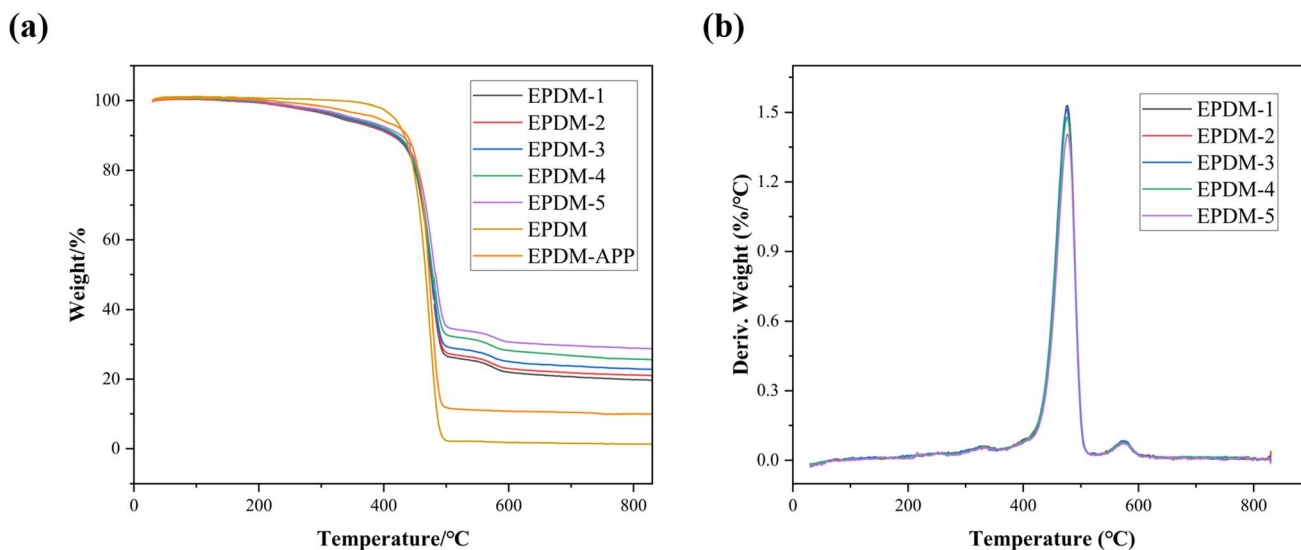 (a)
Weight/%
100
80
60
40
20
0
EPDM-1
EPDM-2
EPDM-3
EPDM-4
EPDM-5
EPDM
EPDM-APP
0
200
400
600
800
Temperature/℃
(b)
Deriv. Weight (%/℃)
1.5
1.2
0.9
0.6
0.3
0.0
EPDM-1
EPDM-2
EPDM-3
EPDM-4
EPDM-5
0
200
400
600
800
Temperature (℃)